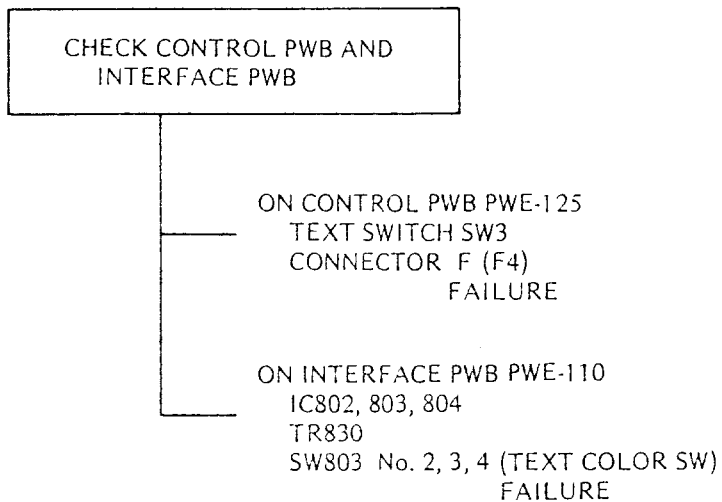 CHECK CONTROL PWB AND
INTERFACE PWB
ON CONTROL PWB PWE-125
TEXT SWITCH SW3
CONNECTOR F (F4)
FAILURE
ON INTERFACE PWB PWE-110
IC802, 803, 804
TR830
SW803 No. 2, 3, 4 (TEXT COLOR SW)
FAILURE